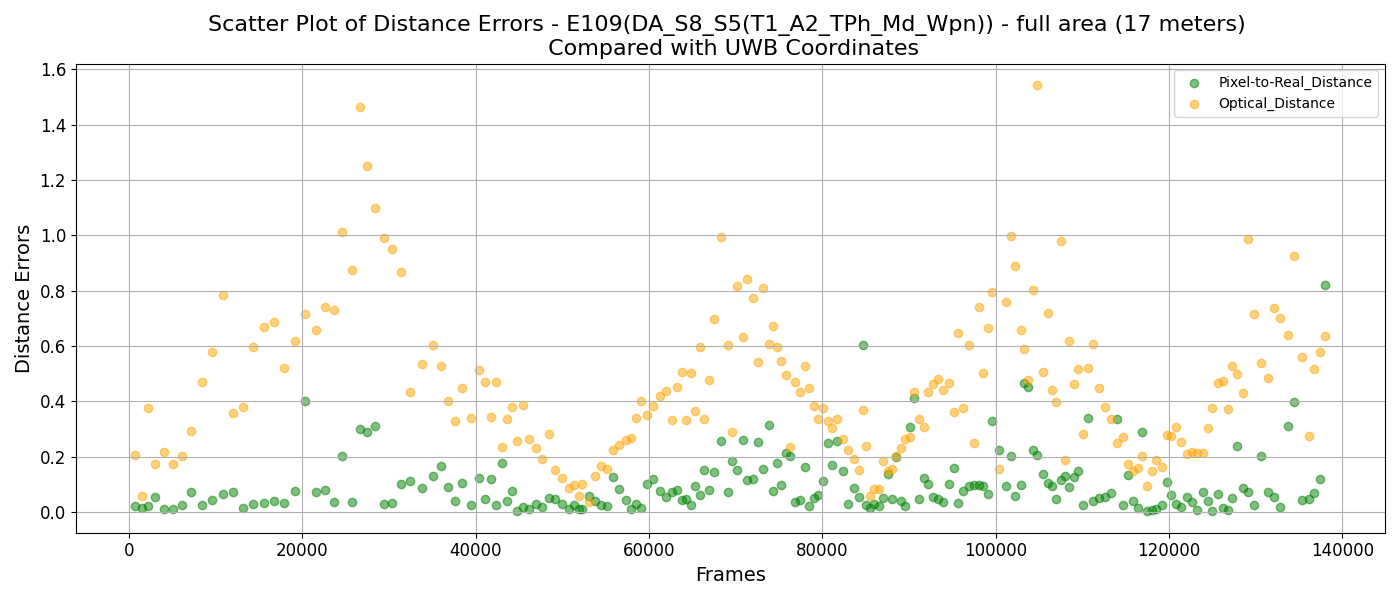 Scatter Plot of Distance Errors - E109(DA_S8_S5(T1_A2_TPh_Md_Wpn)) - full area (17 meters)
Compared with UWB Coordinates
Pixel-to-Real_Distance
Optical_Distance
Distance Errors
1.6
1.4
1.2
1.0
0.8
0.6
0.4
0.2
0.0
0 20000 40000 60000 80000 100000 120000 140000
Frames